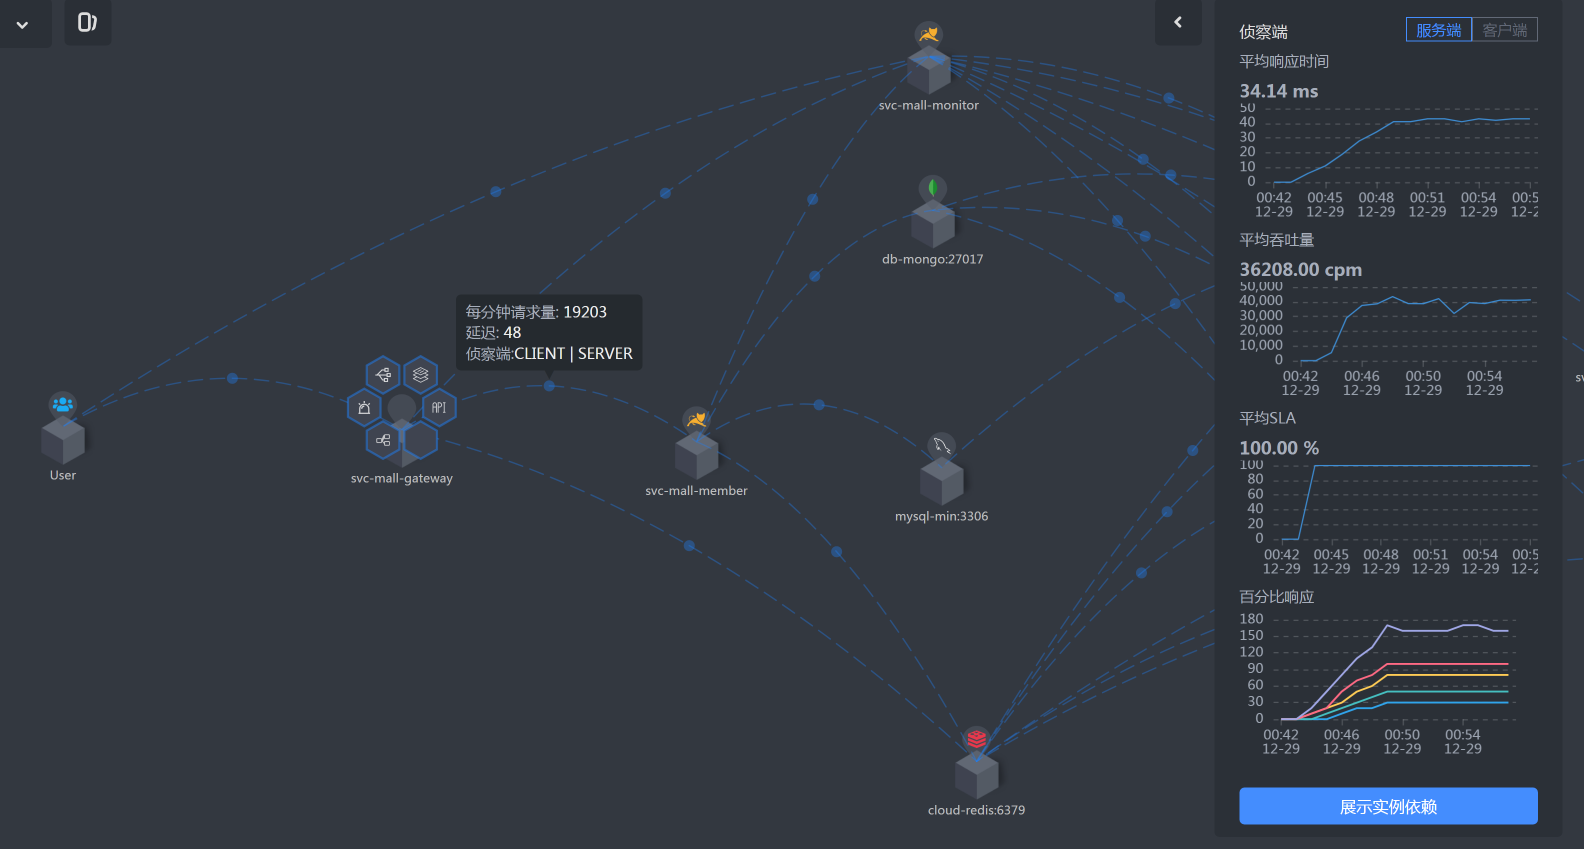 svc-mall-monitor
db-mongo:27017
每分钟请求量: 19203
延迟: 48
侦察端:CLIENT | SERVER
API
User
svc-mall-gateway
svc-mall-member
mysql-min:3306
cloud-redis:6379
侦察端
服务端
客户端
平均响应时间
34.14 ms
50
40
30
20
10
0
00:42 00:45 00:48 00:51 00:54 00:5
12-29 12-29 12-29 12-29 12-29 12-2
平均吞吐量
36208.00 cpm
50,000
40,000
30,000
20,000
10,000
0
00:42 00:46 00:50 00:54
12-29 12-29 12-29 12-29
平均SLA
100.00 %
100
80
60
40
20
0
00:42 00:45 00:48 00:51 00:54 00:5
12-29 12-29 12-29 12-29 12-29 12-2
百分比响应
180
150
120
90
60
30
0
00:42 00:46 00:50 00:54
12-29 12-29 12-29 12-29
展示实例依赖